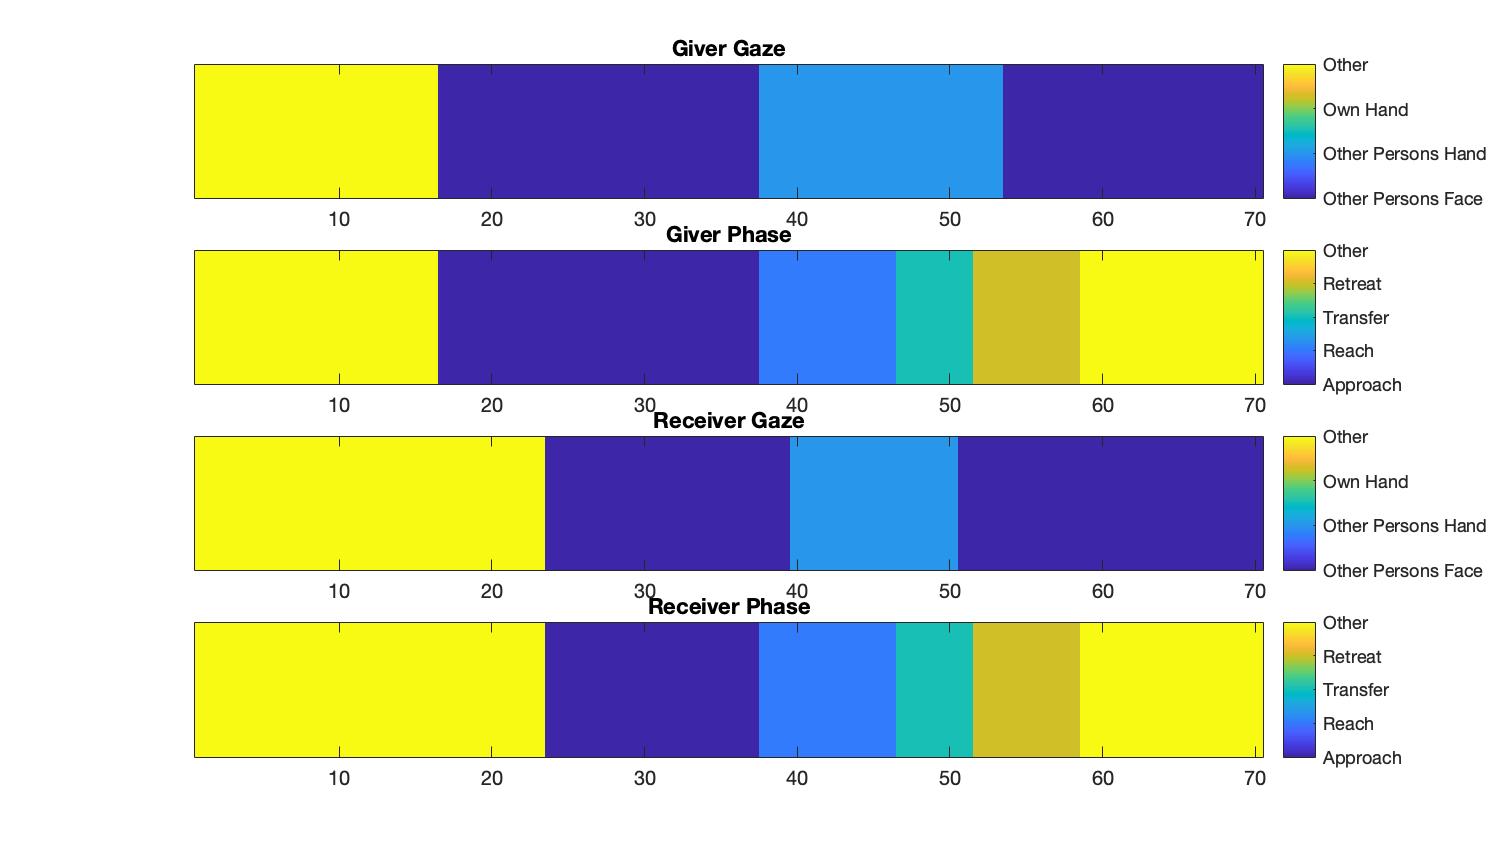 Giver Gaze
Other
Own Hand
Other Persons Hand
Other Persons Face
10 20 30 40 50 60 70
Giver Phase
Other
Retreat
Transfer
Reach
Approach
10 20 30 40 50 60 70
Receiver Gaze
Other
Own Hand
Other Persons Hand
Other Persons Face
10 20 30 40 50 60 70
Receiver Phase
Other
Retreat
Transfer
Reach
Approach
10 20 30 40 50 60 70